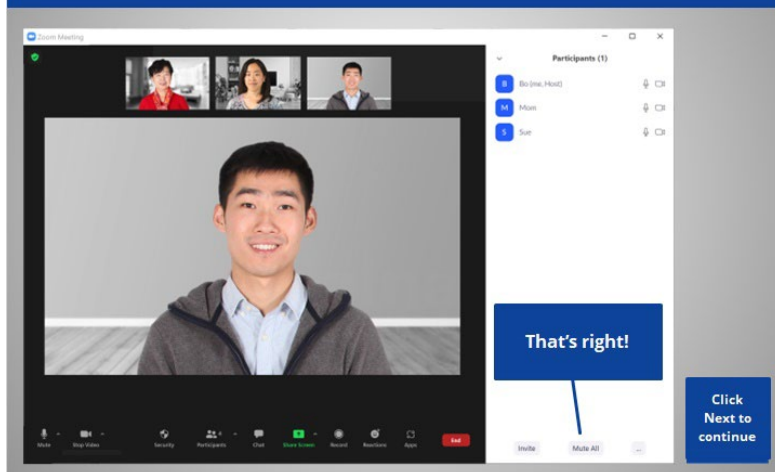 Zoom Meeting
Participants (1)
B Bo (me, Host)
M Mom
S Sue
That's right!
Click
Next to
continue
Mute
Stop Video
Security
Participants
Chat
Share Screen
Record
Reactions
Apps
End
Invite
Mute All
...